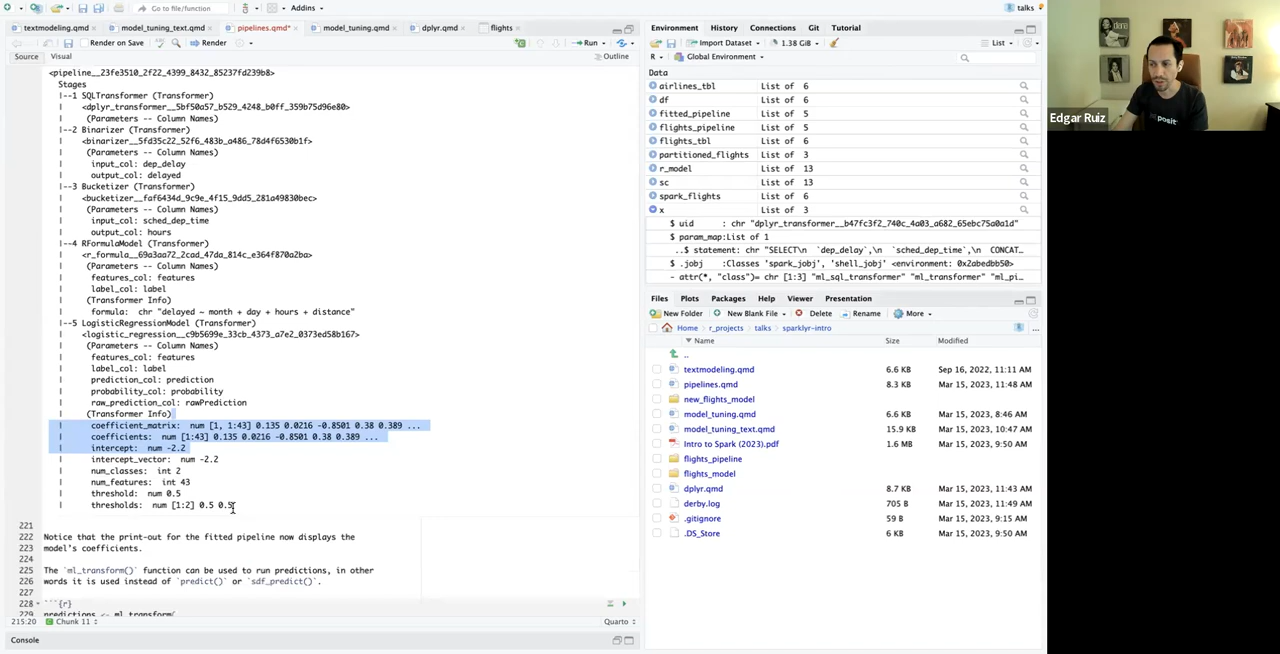 Go to file/function
Addins
talks
textmodeling.qmd
model_tuning_text.qmd
pipelines.qmd*
model_tuning.qmd
dplyr.qmd
flights
Render on Save
Render
Run
Source
Visual
Outline
<pipeline__23fe3510_2f22_4399_8432_85237fd239b8>
Stages
|--1 SQLTransformer (Transformer)
| <dplyr_transformer__5bf50a57_b529_4248_b0ff_359b75d96e80>
| (Parameters -- Column Names)
|--2 Binarizer (Transformer)
| <binarizer__5fd35c22_52f6_483b_a486_78d4f6530b1f>
| (Parameters -- Column Names)
| input_col: dep_delay
| output_col: delayed
|--3 Bucketizer (Transformer)
| <bucketizer__faf6434d_9c9e_4f15_9dd5_281a49830bec>
| (Parameters -- Column Names)
| input_col: sched_dep_time
| output_col: hours
|--4 RFormulaModel (Transformer)
| <r_formula__69a3aa72_2cad_47da_814c_e364f870a2ba>
| (Parameters -- Column Names)
| features_col: features
| label_col: label
| (Transformer Info)
| formula: chr "delayed ~ month + day + hours + distance"
|--5 LogisticRegressionModel (Transformer)
| <logistic_regression__c9b5699e_33cb_4373_a7e2_0373ed58b167>
| (Parameters -- Column Names)
| features_col: features
| label_col: label
| prediction_col: prediction
| probability_col: probability
| raw_prediction_col: rawPrediction
| (Transformer Info)
| coefficient_matrix: num [1, 1:43] 0.135 0.0216 -0.8501 0.38 0.389 ...
| coefficients: num [1:43] 0.135 0.0216 -0.8501 0.38 0.389 ...
| intercept: num -2.2
| intercept_vector: num -2.2
| num_classes: int 2
| num_features: int 43
| threshold: num 0.5
| thresholds: num [1:2] 0.5 0.5
221
222 Notice that the print-out for the fitted pipeline now displays the
223 model's coefficients.
224
225 The `ml_transform()` function can be used to run predictions, in other
226 words it is used instead of `predict()` or `sdf_predict()`.
227
228 ```{r}
229 predictions <- ml_transform(
215:20
Chunk 11
Quarto
Console
Environment
History
Connections
Git
Tutorial
Import Dataset
1.38 GiB
List
R
Global Environment
Data
airlines_tbl List of 6
df List of 6
fitted_pipeline List of 5
flights_pipeline List of 5
flights_tbl List of 6
partitioned_flights List of 3
r_model List of 13
sc List of 13
spark_flights List of 6
x List of 3
$ uid : chr "dplyr_transformer__b47fc3f2_740c_4a03_a682_65ebc75a0a1d"
$ param_map:List of 1
..$ statement: chr "SELECT\n `dep_delay`,\n `sched_dep_time`,\n CONCAT…
$ .jobj :Classes 'spark_jobj', 'shell_jobj' <environment: 0x2abedbb50>
- attr(*, "class")= chr [1:3] "ml_sql_transformer" "ml_transformer" "ml_pi…
Files
Plots
Packages
Help
Viewer
Presentation
New Folder
New Blank File
Delete
Rename
More
Home
r_projects
talks
sparklyr-intro
...
Name
Size
Modified
..
textmodeling.qmd 6.6 KB Sep 16, 2022, 11:11 AM
pipelines.qmd 8.3 KB Mar 15, 2023, 11:48 AM
new_flights_model
model_tuning.qmd 6.6 KB Mar 15, 2023, 8:46 AM
model_tuning_text.qmd 15.9 KB Mar 15, 2023, 10:47 AM
Intro to Spark (2023).pdf 1.6 MB Mar 15, 2023, 9:50 AM
flights_pipeline
flights_model
dplyr.qmd 8.7 KB Mar 15, 2023, 11:43 AM
derby.log 705 B Mar 15, 2023, 11:49 AM
.gitignore 59 B Mar 15, 2023, 9:15 AM
.DS_Store 6 KB Mar 15, 2023, 9:50 AM
Edgar Ruiz
posit